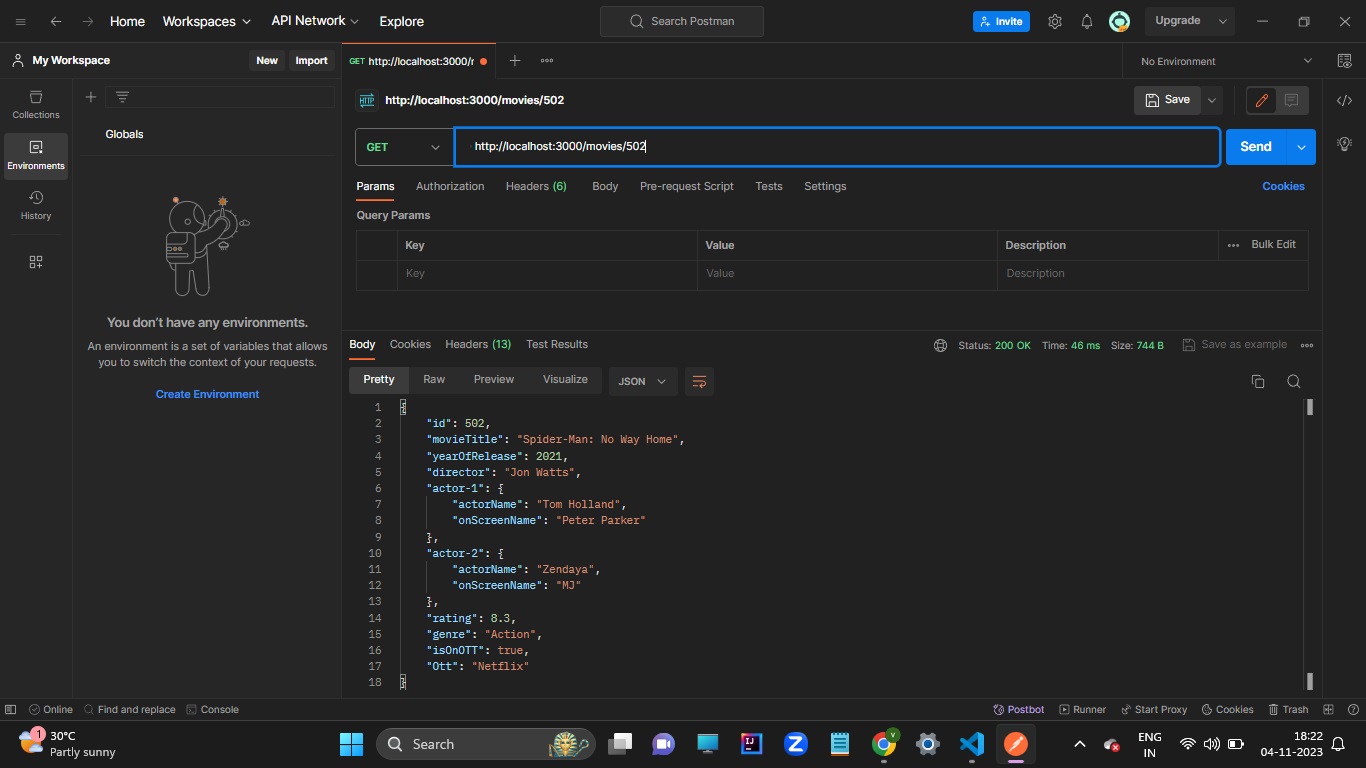 Home Workspaces API Network Explore Search Postman Invite Upgrade
My Workspace New Import GET http://localhost:3000/r No Environment
Collections
Environments
History
Globals
You don't have any environments.
An environment is a set of variables that allows
you to switch the context of your requests.
Create Environment
HTTP http://localhost:3000/movies/502 Save
GET http://localhost:3000/movies/502 Send
Params Authorization Headers (6) Body Pre-request Script Tests Settings Cookies
Query Params
Key Value Description Bulk Edit
Key Value Description
Body Cookies Headers (13) Test Results Status: 200 OK Time: 46 ms Size: 744 B Save as example
Pretty Raw Preview Visualize JSON
1 {
2 "id": 502,
3 "movieTitle": "Spider-Man: No Way Home",
4 "yearOfRelease": 2021,
5 "director": "Jon Watts",
6 "actor-1": {
7 "actorName": "Tom Holland",
8 "onScreenName": "Peter Parker"
9 },
10 "actor-2": {
11 "actorName": "Zendaya",
12 "onScreenName": "MJ"
13 },
14 "rating": 8.3,
15 "genre": "Action",
16 "isOnOTT": true,
17 "Ott": "Netflix"
18 }
Online Find and replace Console Postbot Runner Start Proxy Cookies Trash
1 30°C
Partly sunny
Search
IJ
Z
V
ENG
IN
18:22
04-11-2023